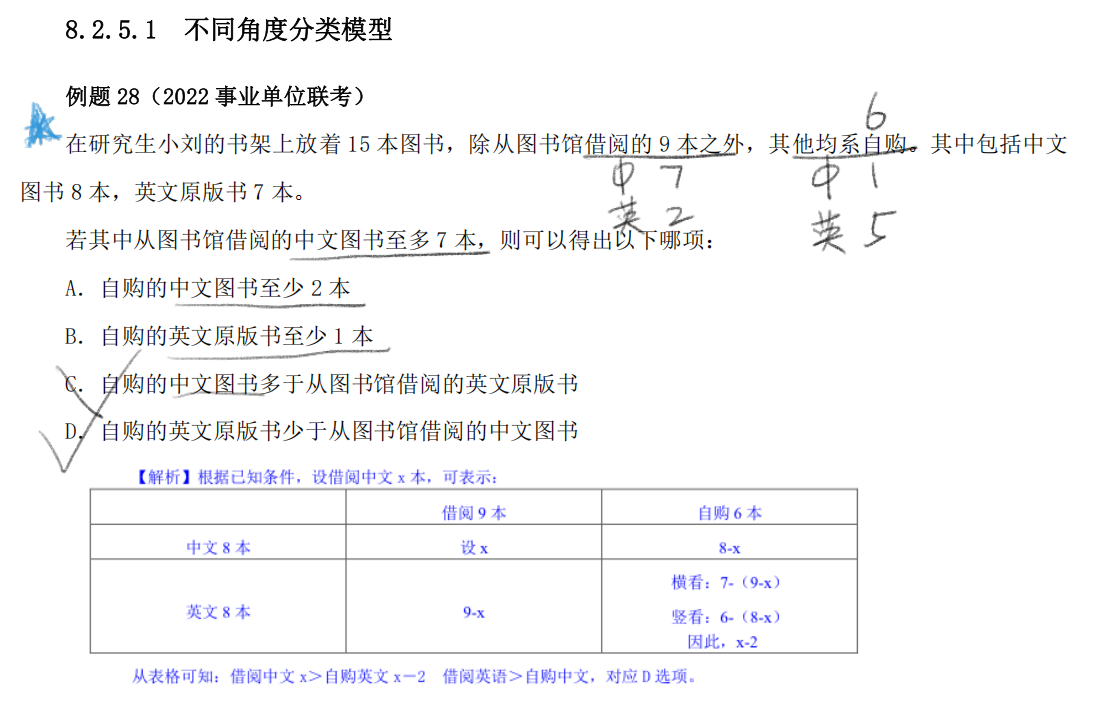 8.2.5.1 不同角度分类模型
例题 28（2022 事业单位联考）
6
在研究生小刘的书架上放着 15 本图书，除从图书馆借阅的 9 本之外，其他均系自购。其中包括中文
中 7 中 1
图书 8 本，英文原版书 7 本。
英 2 英 5
若其中从图书馆借阅的中文图书至多 7 本，则可以得出以下哪项：
A. 自购的中文图书至少 2 本
B. 自购的英文原版书至少 1 本
C. 自购的中文图书多于从图书馆借阅的英文原版书
D. 自购的英文原版书少于从图书馆借阅的中文图书
【解析】根据已知条件，设借阅中文 x 本，可表示：
借阅 9 本 自购 6 本
中文 8 本 设 x 8-x
英文 8 本 9-x 横看：7-（9-x）
竖看：6-（8-x）
因此，x-2
从表格可知：借阅中文 x＞自购英文 x－2 借阅英语＞自购中文，对应 D 选项。